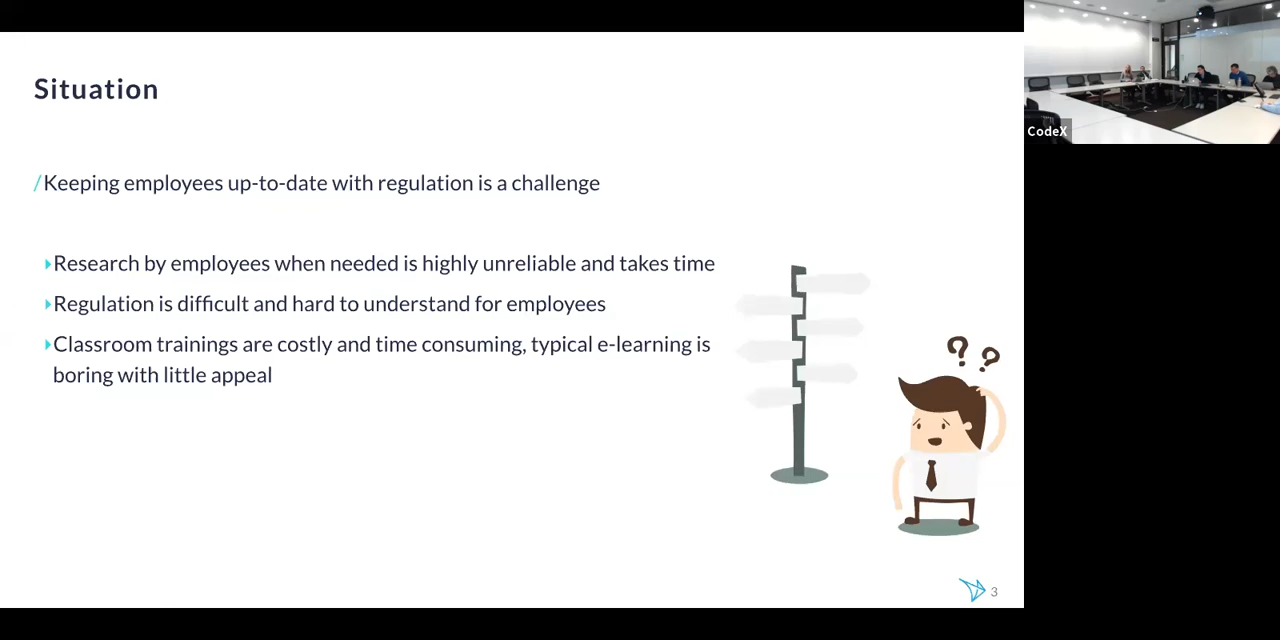 Situation
/Keeping employees up-to-date with regulation is a challenge
Research by employees when needed is highly unreliable and takes time
Regulation is difficult and hard to understand for employees
Classroom trainings are costly and time consuming, typical e-learning is
boring with little appeal
? ?
3
CodeX